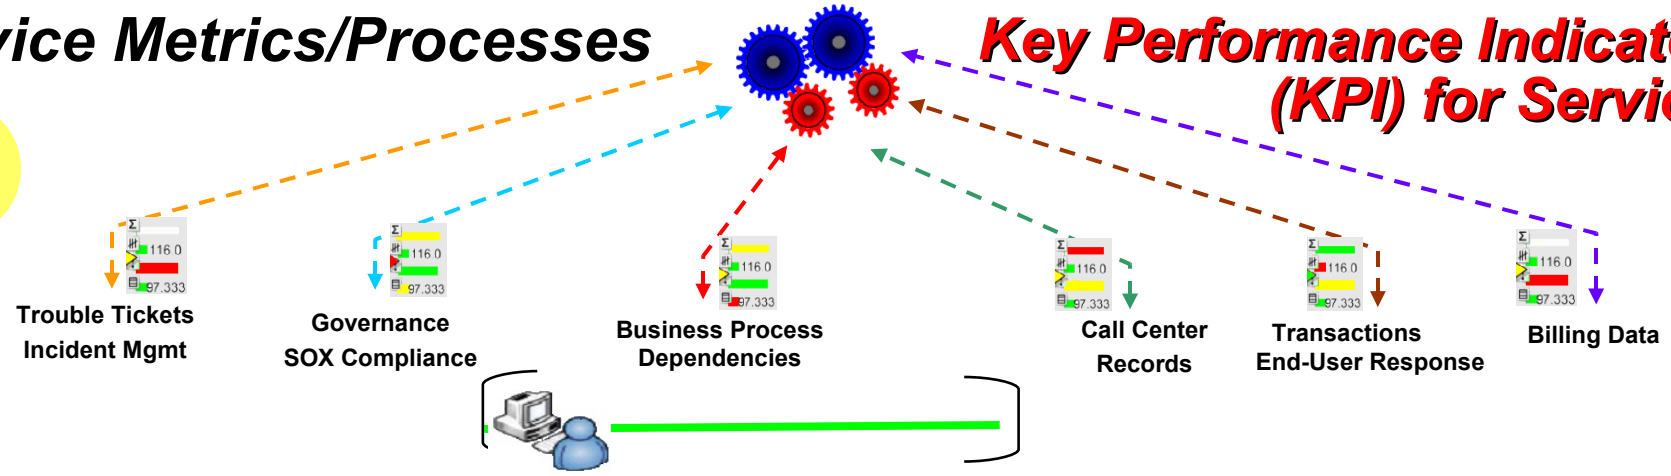 vice Metrics/Processes
Key Performance Indicat
(KPI) for Servi
Σ
116.0
97.333
Trouble Tickets
Incident Mgmt
Σ
116.0
97.333
Governance
SOX Compliance
Σ
116.0
97.333
Business Process
Dependencies
Σ
116.0
97.333
Call Center
Records
Σ
116.0
97.333
Transactions
End-User Response
Σ
116.0
97.333
Billing Data